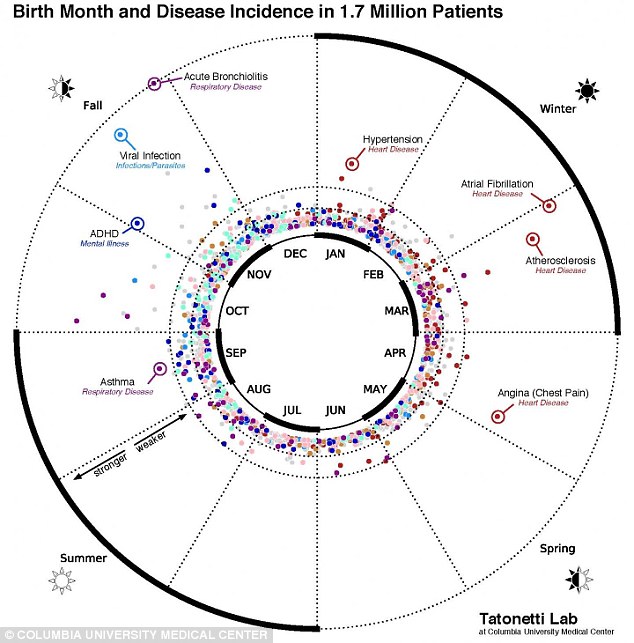 Birth Month and Disease Incidence in 1.7 Million Patients
Acute Bronchiolitis
Respiratory Disease
Fall
Winter
Viral Infection
Infections/Parasites
Hypertension
Heart Disease
Atrial Fibrillation
Heart Disease
ADHD
Mental Illness
Atherosclerosis
Heart Disease
DEC
JAN
NOV
FEB
OCT
MAR
SEP
APR
AUG
MAY
JUL
JUN
Asthma
Respiratory Disease
Angina (Chest Pain)
Heart Disease
stronger
weaker
Summer
Spring
Tatonetti Lab
at Columbia University Medical Center
© COLUMBIA UNIVERSITY MEDICAL CENTER